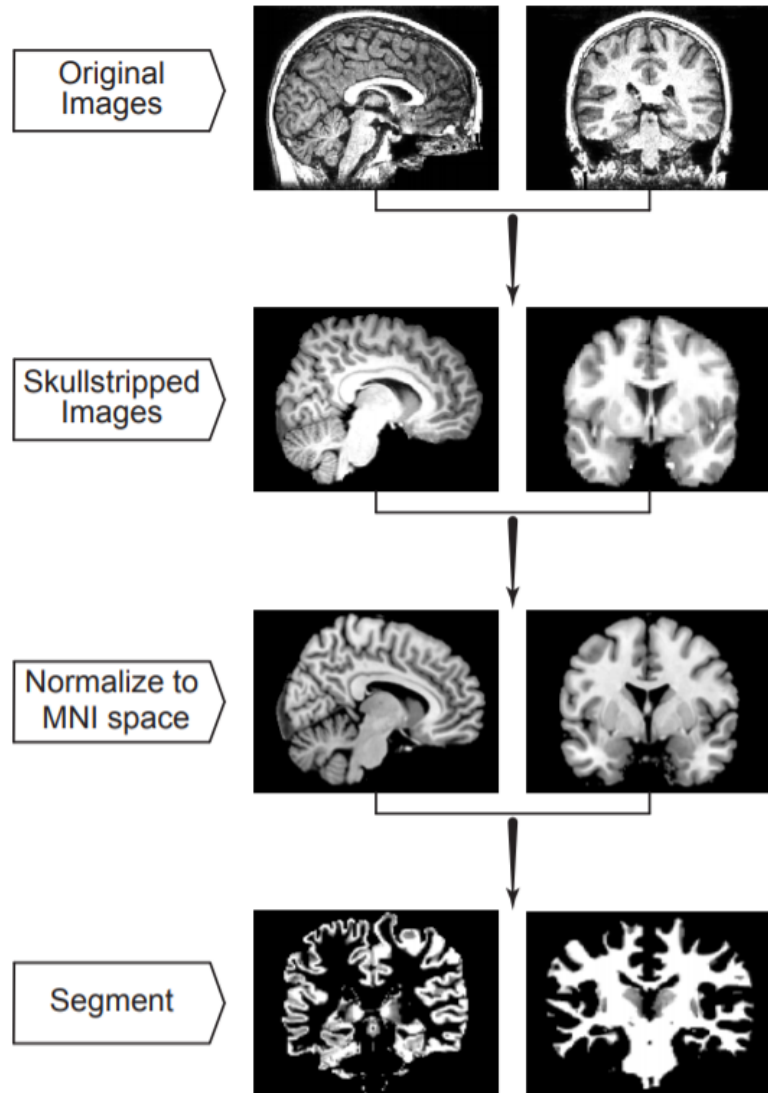 Original
Images
Skullstripped
Images
Normalize to
MNI space
Segment